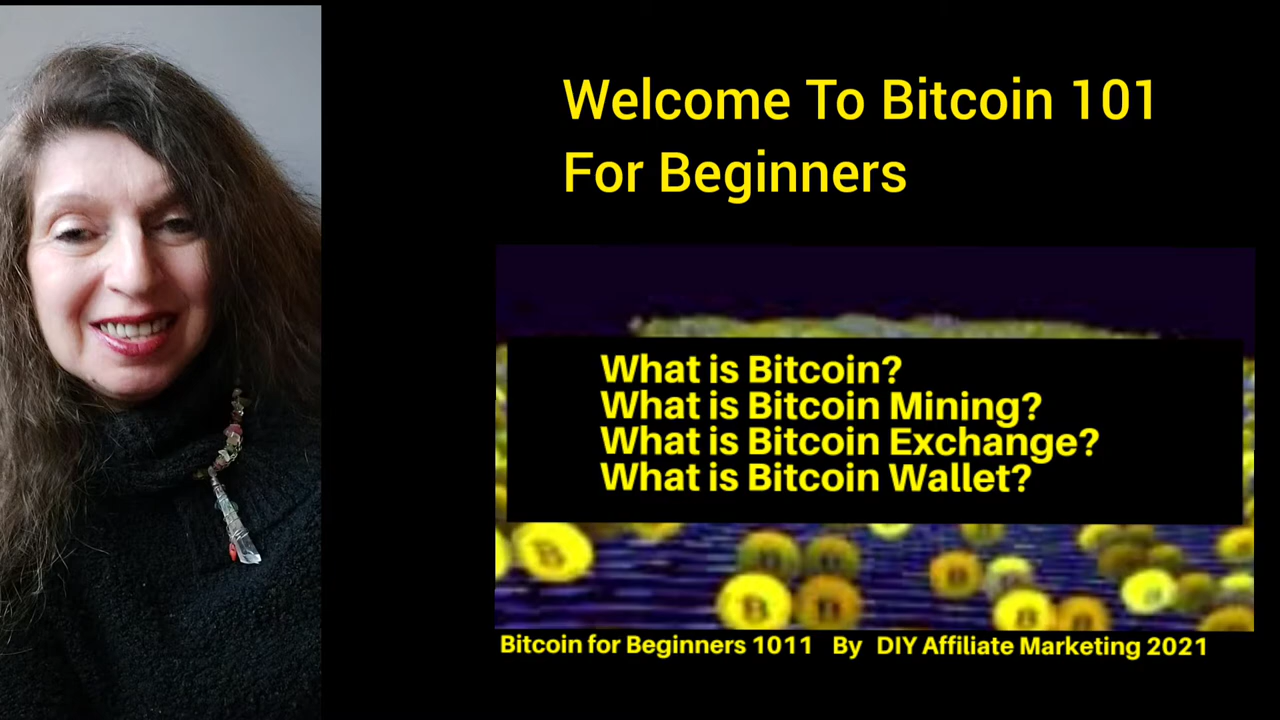 Welcome To Bitcoin 101
For Beginners
What is Bitcoin?
What is Bitcoin Mining?
What is Bitcoin Exchange?
What is Bitcoin Wallet?
Bitcoin for Beginners 1011 By DIY Affiliate Marketing 2021